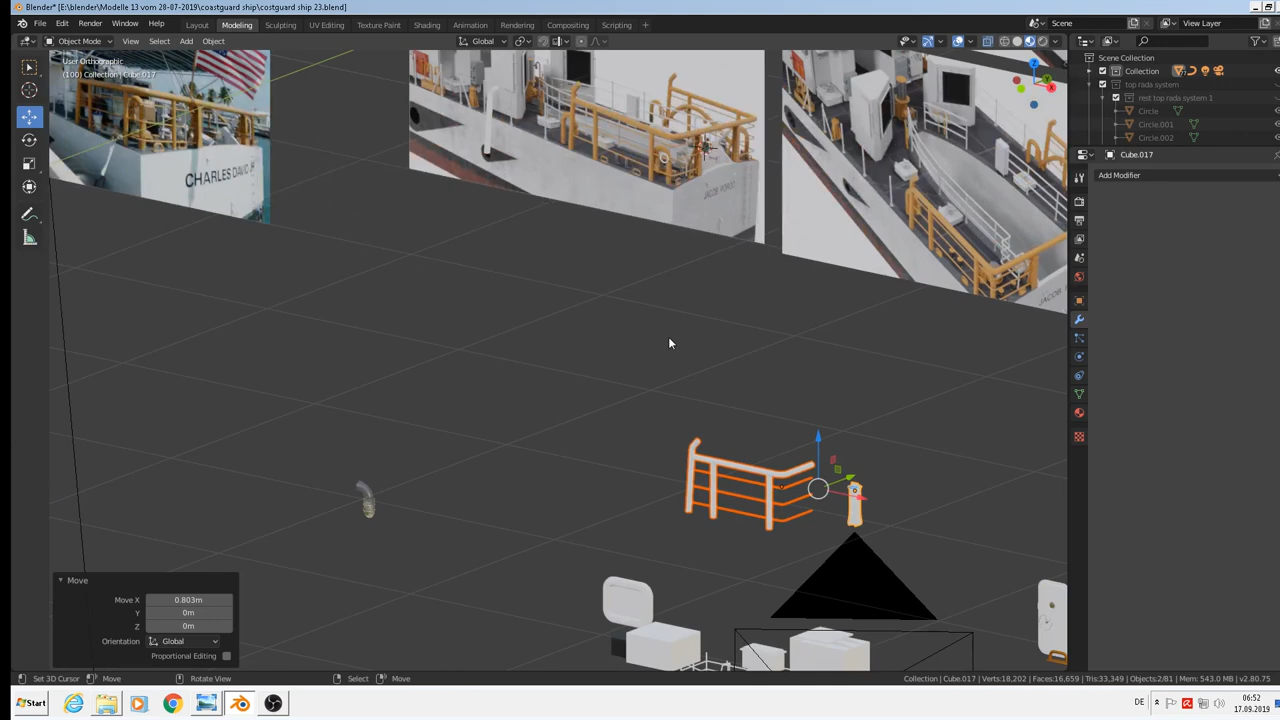 Blender* [E:\blender\Modelle 13 vom 28-07-2019\coastguard ship\costguard ship 23.blend]
File Edit Render Window Help Layout Modeling Sculpting UV Editing Texture Paint Shading Animation Rendering Compositing Scripting + Scene View Layer
Object Mode View Select Add Object Global
User Orthographic
(100) Collection | Cube.017
Scene Collection
Collection
top rada system
rest top rada system 1
Circle
Circle.001
Circle.002
Cube.017
Add Modifier
CHARLES DAVID JR
JACOB POROO
JACOB
X
Y
Z
Move
Move X 0.803m
Y 0m
Z 0m
Orientation Global
Proportional Editing
Set 3D Cursor Move Rotate View Select Move Collection | Cube.017 | Verts:18,202 | Faces:16,659 | Tris:33,349 | Objects:2/81 | Mem: 543.0 MB | v2.80.75
Start DE 06:52
17.09.2019